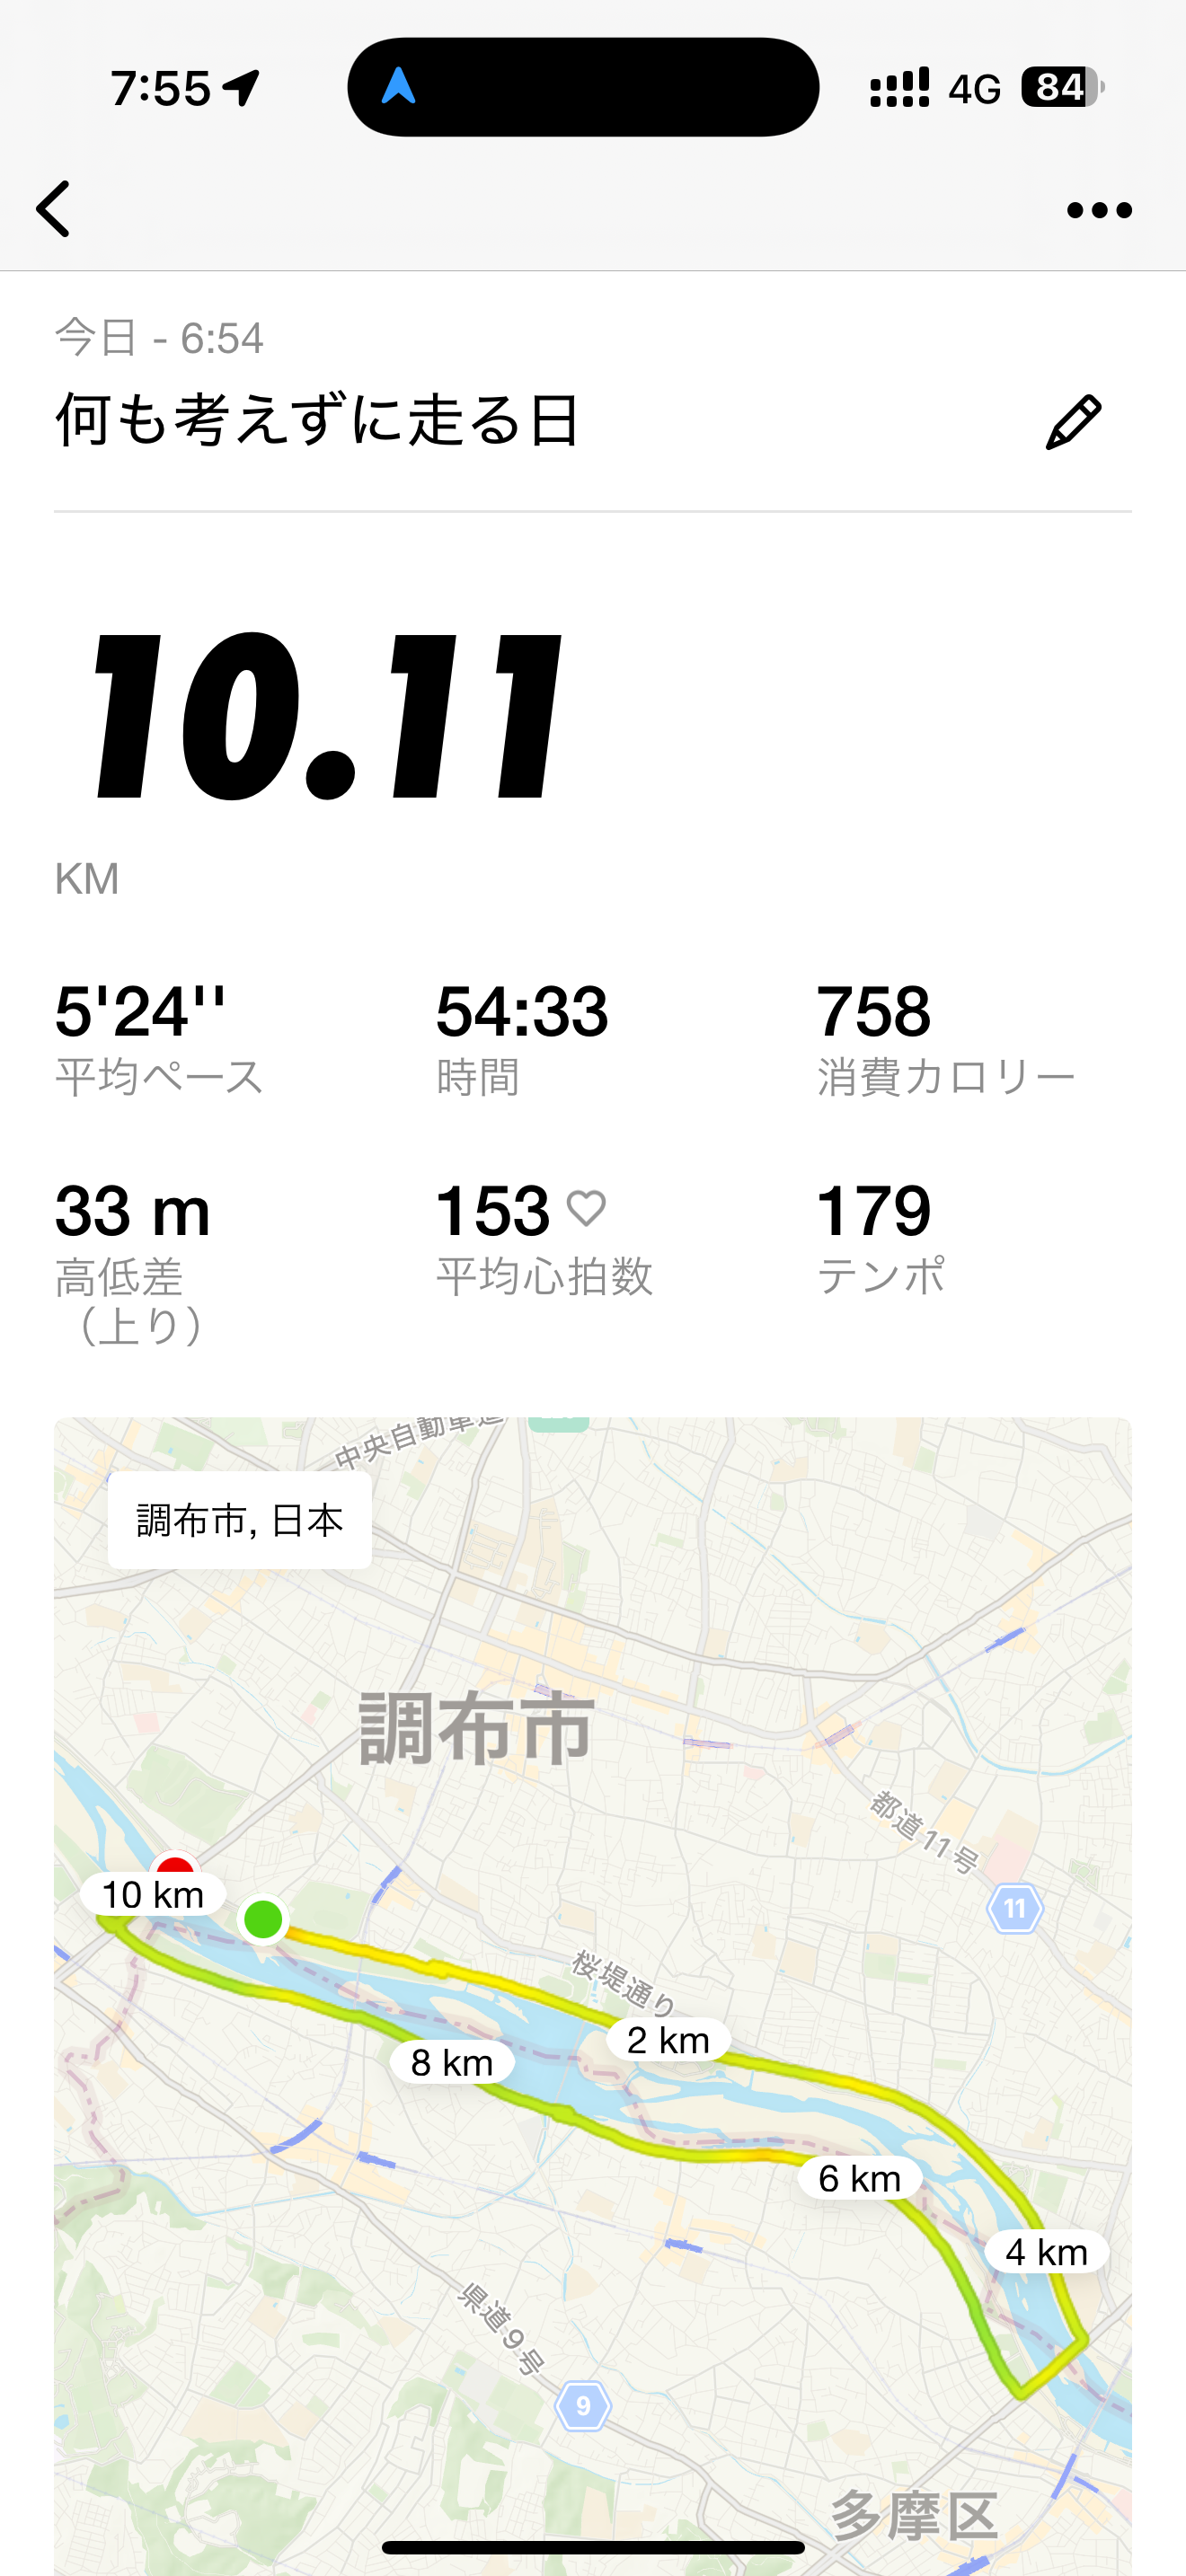 7:55
4G 84
今日 - 6:54
何も考えずに走る日
10.11
KM
5'24''
平均ペース
54:33
時間
758
消費カロリー
33 m
高低差
（上り）
153
平均心拍数
179
テンポ
中央自動車道
調布市, 日本
調布市
都道11号
11
10 km
桜堤通り
2 km
8 km
6 km
4 km
県道9号
9
多摩区